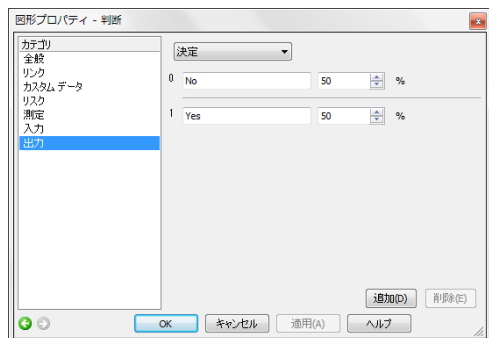 図形プロパティ - 判断
カテゴリ
全般
リンク
カスタム データ
リスク
測定
入力
出力
決定
0 No 50 %
1 Yes 50 %
追加(D) 削除(E)
OK キャンセル 適用(A) ヘルプ